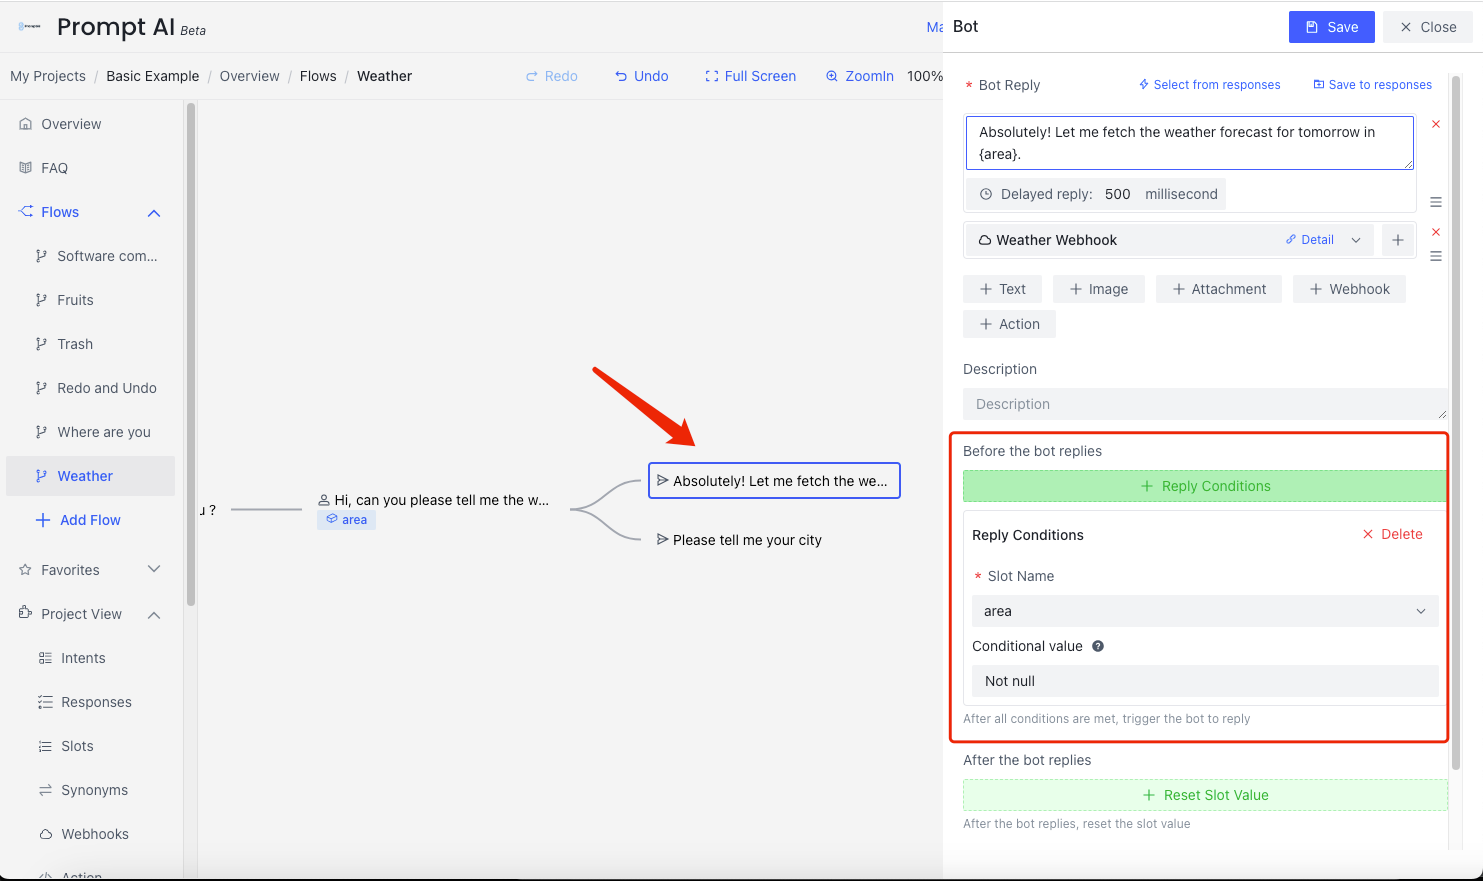 Prompt AI Beta
Ma
My Projects / Basic Example / Overview / Flows / Weather
Redo
Undo
Full Screen
ZoomIn
100%
Overview
FAQ
Flows
Software com...
Fruits
Trash
Redo and Undo
Where are you
Weather
Add Flow
Favorites
Project View
Intents
Responses
Slots
Synonyms
Webhooks
Action
u ?
Hi, can you please tell me the w...
area
Absolutely! Let me fetch the we...
Please tell me your city
Bot
Save
Close
* Bot Reply
Select from responses
Save to responses
Absolutely! Let me fetch the weather forecast for tomorrow in
{area}.
Delayed reply: 500 millisecond
Weather Webhook
Detail
+ Text
+ Image
+ Attachment
+ Webhook
+ Action
Description
Description
Before the bot replies
+ Reply Conditions
Reply Conditions
Delete
* Slot Name
area
Conditional value ?
Not null
After all conditions are met, trigger the bot to reply
After the bot replies
+ Reset Slot Value
After the bot replies, reset the slot value